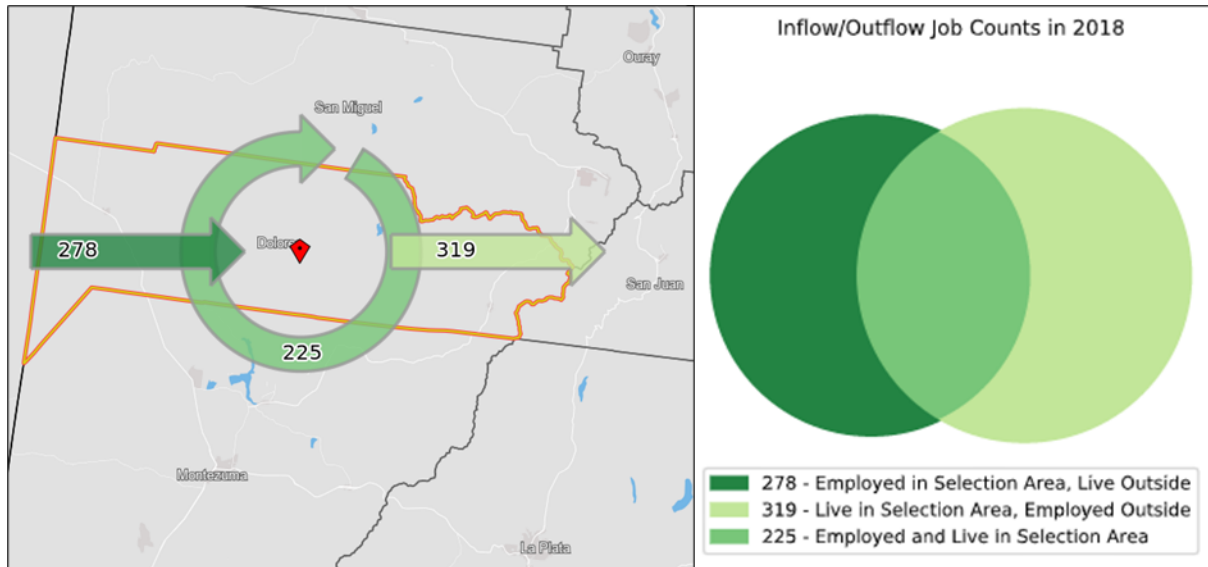 Ouray
San Miguel
278
Dolores
319
San Juan
225
Montezuma
La Plata
Inflow/Outflow Job Counts in 2018
278 - Employed in Selection Area, Live Outside
319 - Live in Selection Area, Employed Outside
225 - Employed and Live in Selection Area